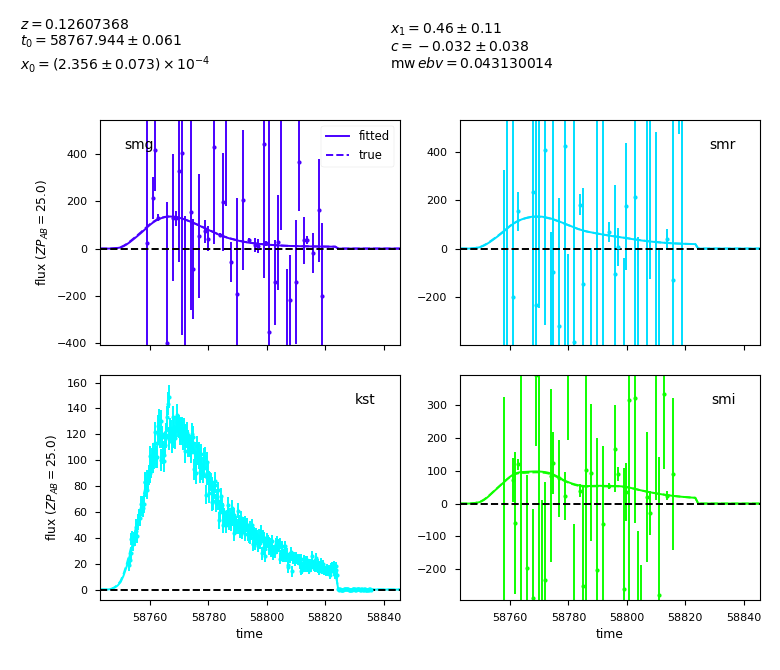 z = 0.12607368
t₀ = 58767.944 ± 0.061
x₀ = (2.356 ± 0.073) × 10⁻⁴
x₁ = 0.46 ± 0.11
c = −0.032 ± 0.038
mw ebv = 0.043130014
smg
fitted
true
400
200
0
−200
−400
flux (ZP_AB = 25.0)
smr
400
200
0
−200
kst
160
140
120
100
80
60
40
20
0
flux (ZP_AB = 25.0)
58760 58780 58800 58820 58840
time
smi
300
200
100
0
−100
−200
58760 58780 58800 58820 58840
time